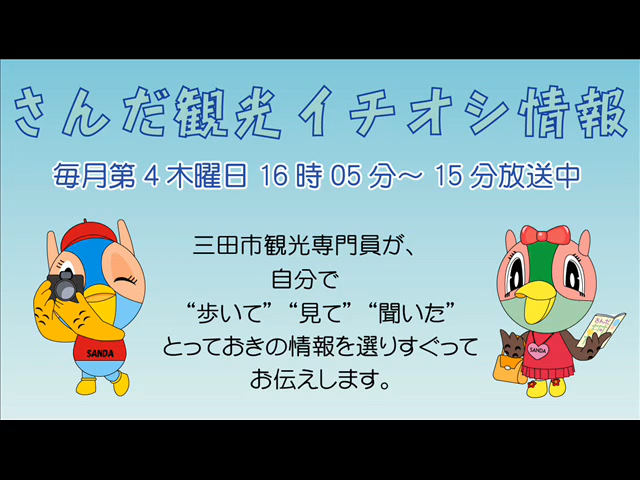 さんだ観光イチオシ情報
毎月第4木曜日 16時05分～15分放送中
三田市観光専門員が、
自分で
“歩いて”“見て”“聞いた”
とっておきの情報を選りすぐって
お伝えします。
SANDA
SANDA
さんだ